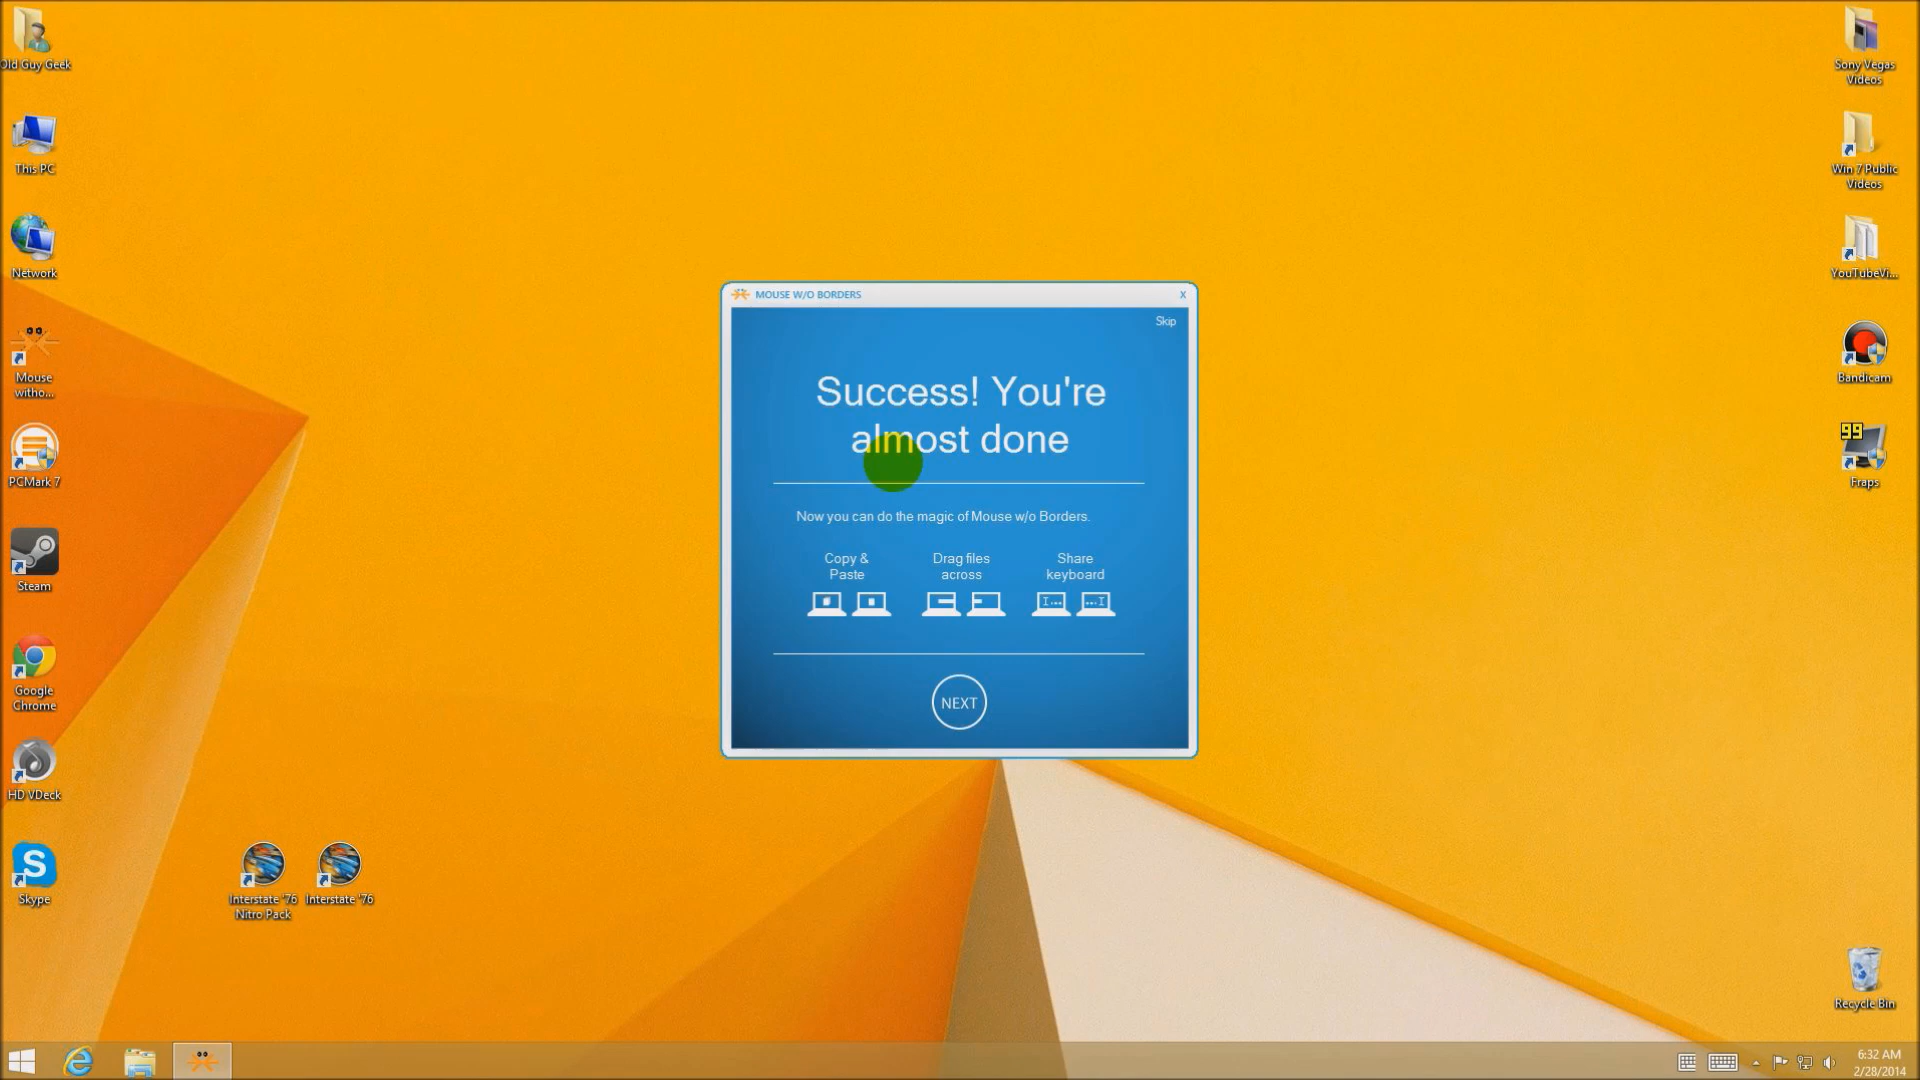 Old Guy Geek
This PC
Network
Mouse
witho...
PCMark 7
Steam
Google
Chrome
HD VDeck
Skype
Interstate '76
Nitro Pack
Interstate '76
MOUSE W/O BORDERS
X
Skip
Success! You're
almost done
Now you can do the magic of Mouse w/o Borders.
Copy &
Paste
Drag files
across
Share
keyboard
NEXT
Sony Vegas
Videos
Win 7 Public
Videos
YouTubeVi...
Bandicam
99
Fraps
Recycle Bin
6:32 AM
2/28/2014